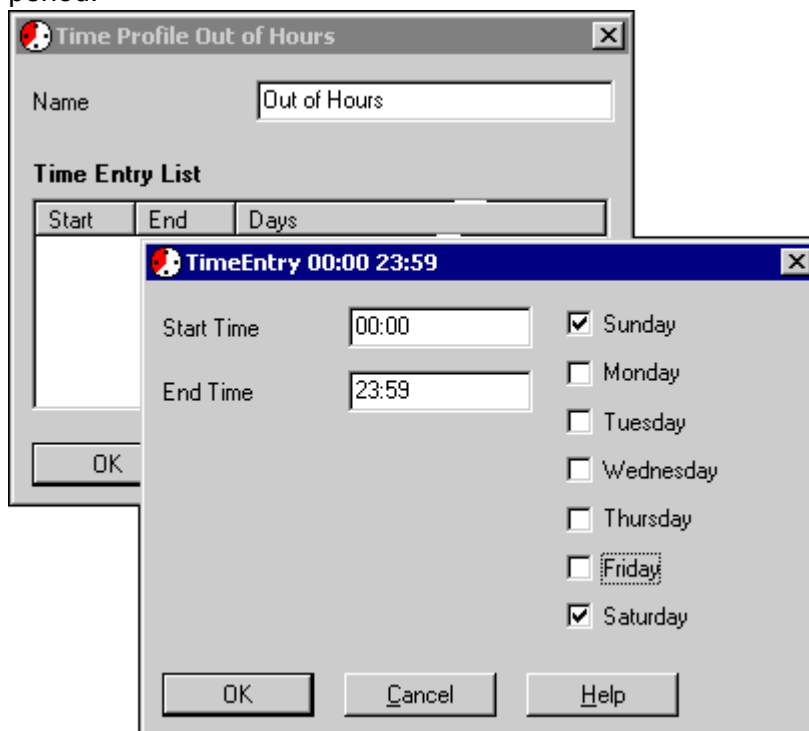 period.
Time Profile Out of Hours
Name
Out of Hours
Time Entry List
Start End Days
OK
TimeEntry 00:00 23:59
Start Time 00:00
End Time 23:59
Sunday
Monday
Tuesday
Wednesday
Thursday
Friday
Saturday
OK Cancel Help